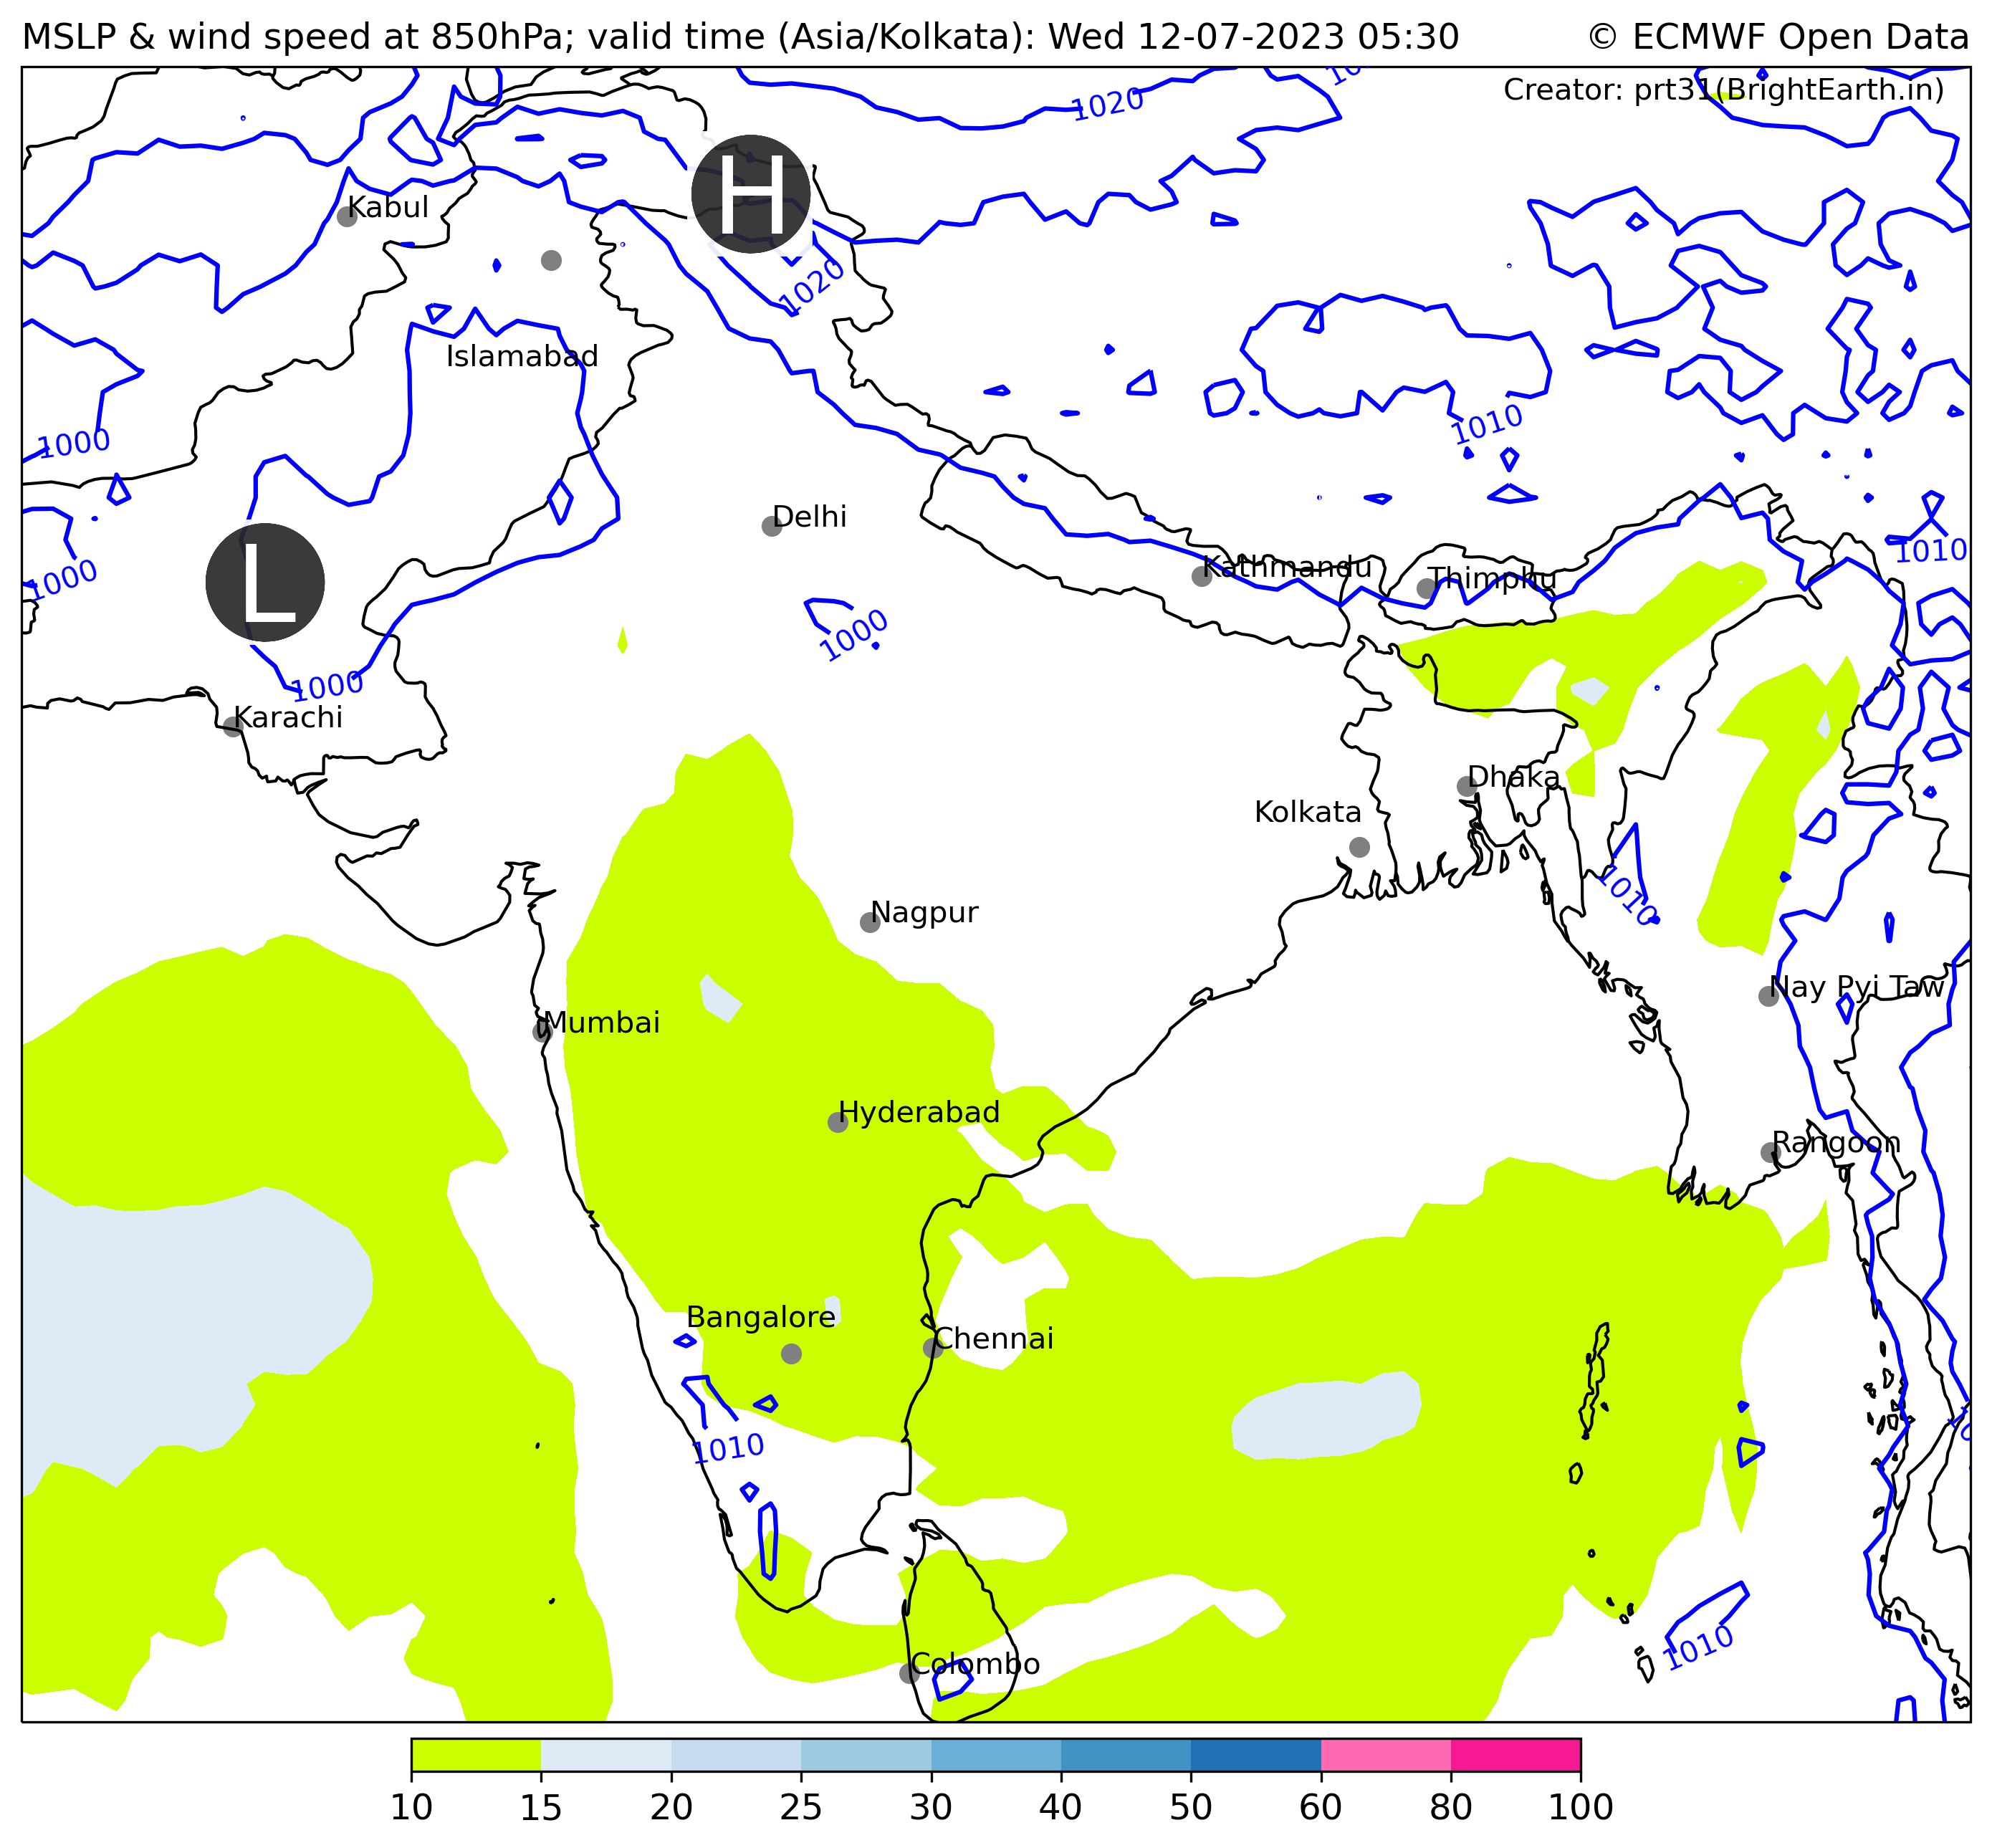 MSLP & wind speed at 850hPa; valid time (Asia/Kolkata): Wed 12-07-2023 05:30
© ECMWF Open Data
Creator: prt31(BrightEarth.in)
1020
H
Kabul
1020
Islamabad
1000
1010
Delhi
1010
1000
L
Kathmandu
Thimphu
1000
1000
Karachi
Dhaka
Kolkata
1010
Nagpur
Nay Pyi Taw
Mumbai
Hyderabad
Rangoon
Bangalore
Chennai
1010
1010
Colombo
10 15 20 25 30 40 50 60 80 100